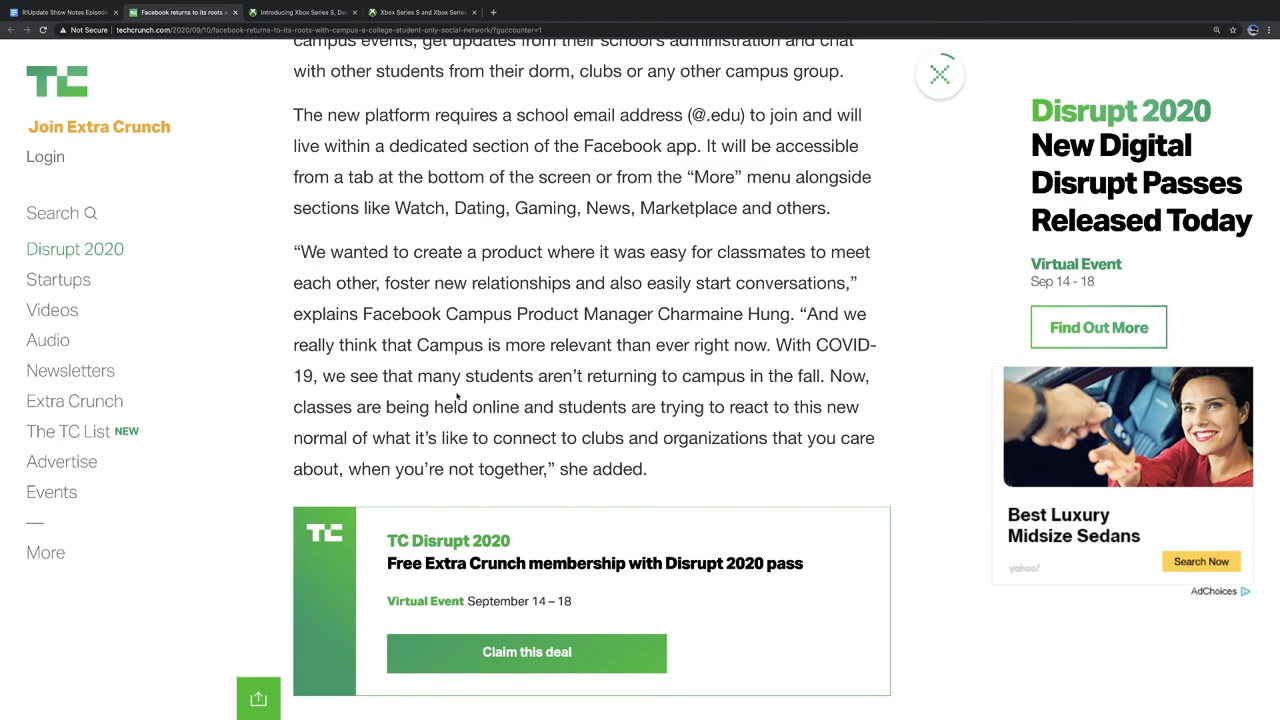 RIUpdate Show Notes Episode
Facebook returns to its roots w
Introducing Xbox Series S, De
Xbox Series S and Xbox Series
Not Secure techcrunch.com/2020/09/10/facebook-returns-to-its-roots-with-campus-a-college-student-only-social-network/?guccounter=1
TC
Join Extra Crunch
Login
Search
Disrupt 2020
Startups
Videos
Audio
Newsletters
Extra Crunch
The TC List NEW
Advertise
Events
More
campus events, get updates from their school's administration and chat
with other students from their dorm, clubs or any other campus group.
The new platform requires a school email address (@.edu) to join and will
live within a dedicated section of the Facebook app. It will be accessible
from a tab at the bottom of the screen or from the “More” menu alongside
sections like Watch, Dating, Gaming, News, Marketplace and others.
“We wanted to create a product where it was easy for classmates to meet
each other, foster new relationships and also easily start conversations,”
explains Facebook Campus Product Manager Charmaine Hung. “And we
really think that Campus is more relevant than ever right now. With COVID-
19, we see that many students aren’t returning to campus in the fall. Now,
classes are being held online and students are trying to react to this new
normal of what it’s like to connect to clubs and organizations that you care
about, when you’re not together,” she added.
TC
TC Disrupt 2020
Free Extra Crunch membership with Disrupt 2020 pass
Virtual Event September 14 – 18
Claim this deal
Disrupt 2020
New Digital
Disrupt Passes
Released Today
Virtual Event
Sep 14 - 18
Find Out More
Best Luxury
Midsize Sedans
yahoo!
Search Now
AdChoices